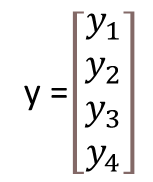 y = [y₁
y₂
y₃
y₄]